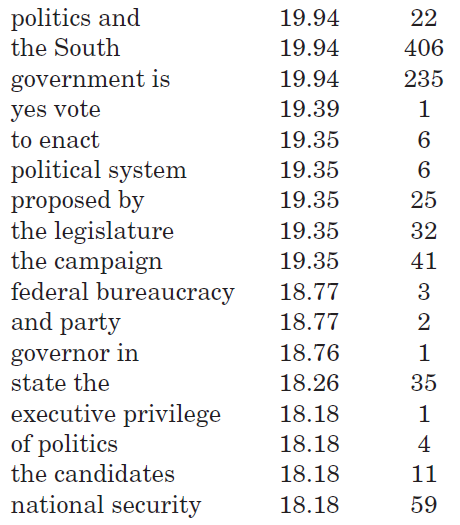 politics and 19.94 22
the South 19.94 406
government is 19.94 235
yes vote 19.39 1
to enact 19.35 6
political system 19.35 6
proposed by 19.35 25
the legislature 19.35 32
the campaign 19.35 41
federal bureaucracy 18.77 3
and party 18.77 2
governor in 18.76 1
state the 18.26 35
executive privilege 18.18 1
of politics 18.18 4
the candidates 18.18 11
national security 18.18 59